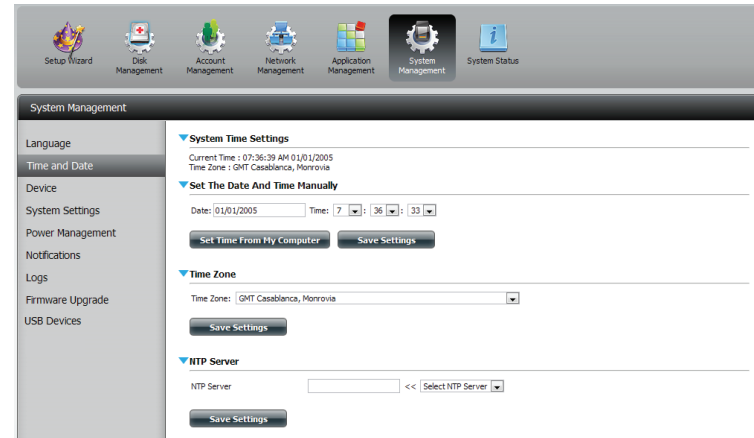 Setup Wizard
Disk Management
Account Management
Network Management
Application Management
System Management
System Status
System Management
Language
Time and Date
Device
System Settings
Power Management
Notifications
Logs
Firmware Upgrade
USB Devices
System Time Settings
Current Time : 07:36:39 AM 01/01/2005
Time Zone : GMT Casablanca, Monrovia
Set The Date And Time Manually
Date: 01/01/2005 Time: 7 : 36 : 33
Set Time From My Computer Save Settings
Time Zone
Time Zone: GMT Casablanca, Monrovia
Save Settings
NTP Server
NTP Server << Select NTP Server
Save Settings